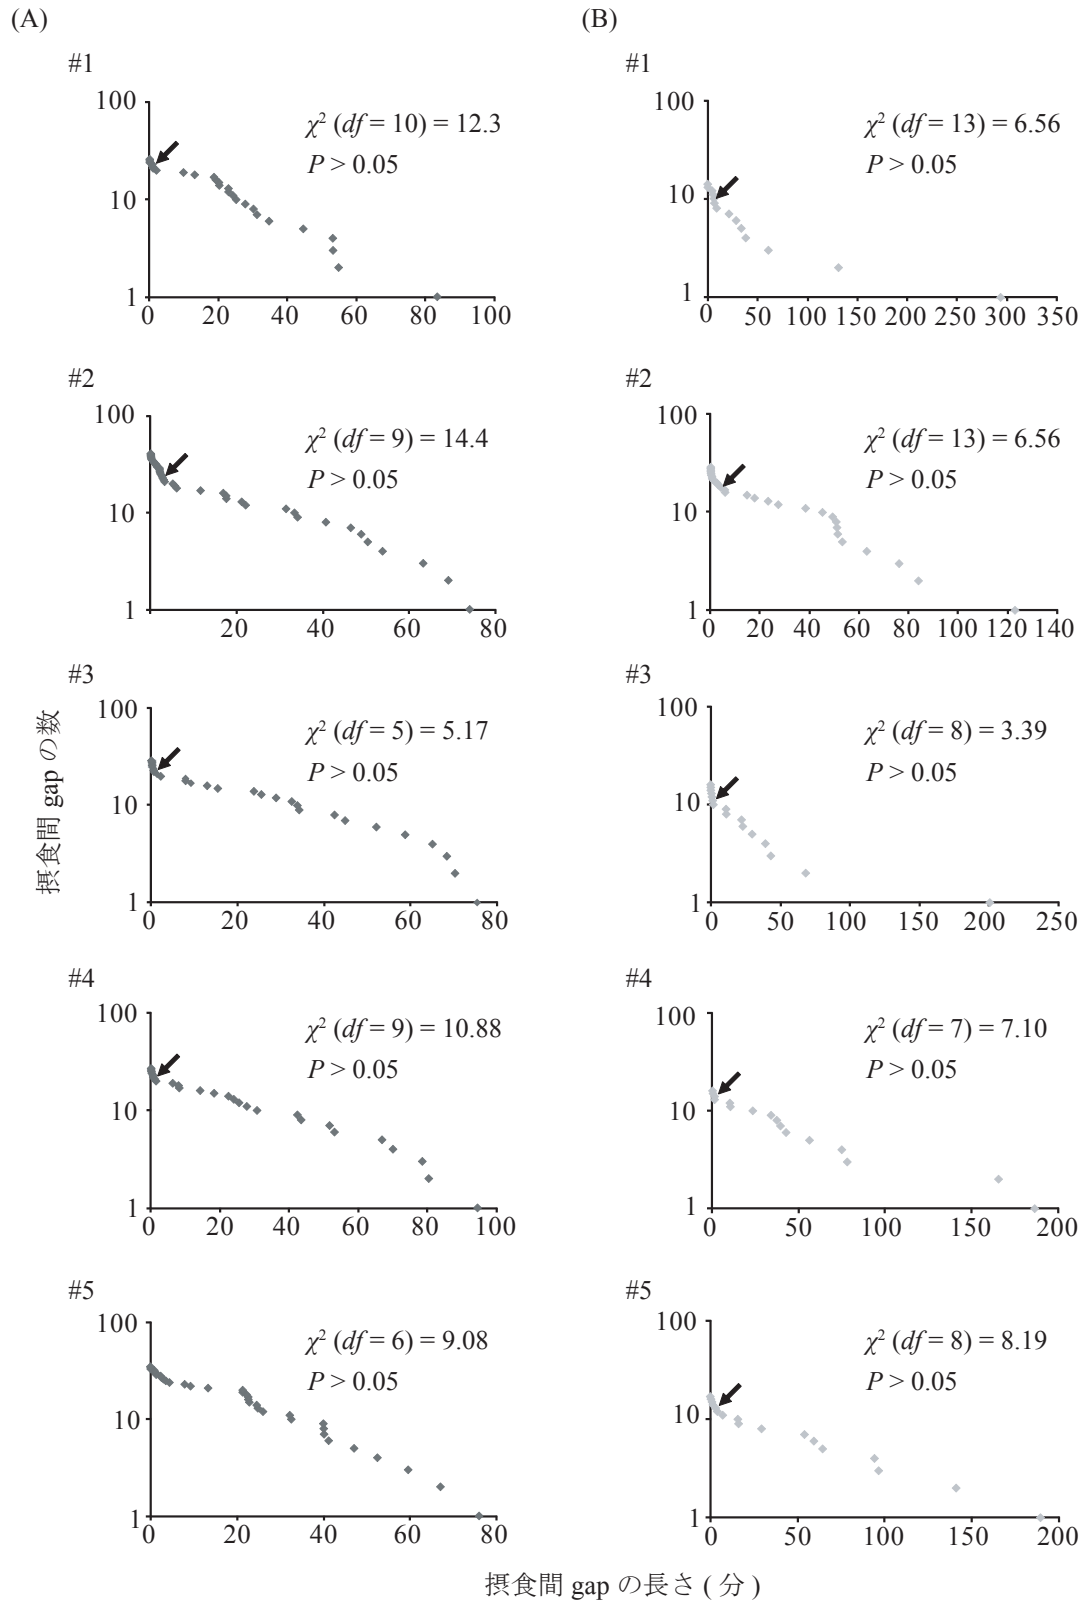 (A)
(B)
#1
100
10
1
χ² (df = 10) = 12.3
P > 0.05
0 20 40 60 80 100
#1
100
10
1
χ² (df = 13) = 6.56
P > 0.05
0 50 100 150 200 250 300 350
#2
100
10
1
χ² (df = 9) = 14.4
P > 0.05
20 40 60 80
#2
100
10
1
χ² (df = 13) = 6.56
P > 0.05
0 20 40 60 80 100 120 140
#3
100
10
1
χ² (df = 5) = 5.17
P > 0.05
0 20 40 60 80
#3
100
10
1
χ² (df = 8) = 3.39
P > 0.05
0 50 100 150 200 250
#4
100
10
1
χ² (df = 9) = 10.88
P > 0.05
0 20 40 60 80 100
#4
100
10
1
χ² (df = 7) = 7.10
P > 0.05
0 50 100 150 200
#5
100
10
1
χ² (df = 6) = 9.08
P > 0.05
0 20 40 60 80
#5
100
10
1
χ² (df = 8) = 8.19
P > 0.05
0 50 100 150 200
摂食間 gap の数
摂食間 gap の長さ ( 分 )